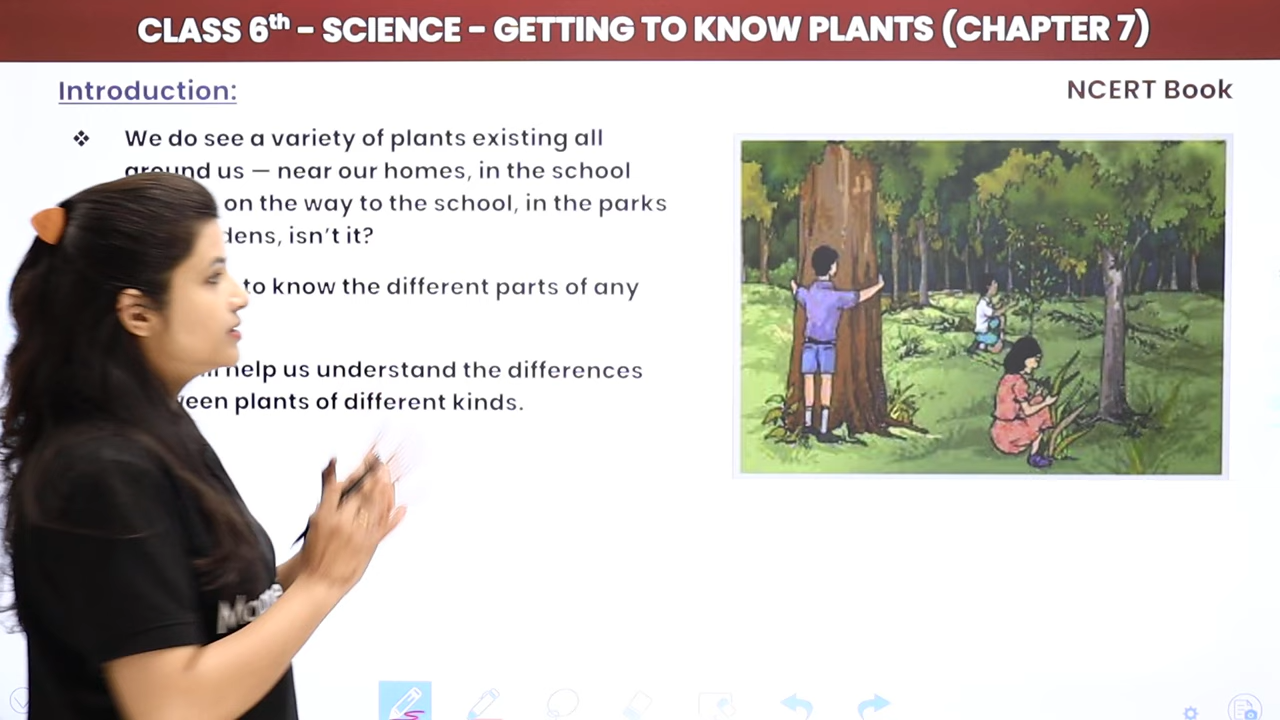 CLASS 6th - SCIENCE - GETTING TO KNOW PLANTS (CHAPTER 7)
Introduction:
NCERT Book
❖ We do see a variety of plants existing all
around us — near our homes, in the school
on the way to the school, in the parks
isn't it?
to know the different parts of any
help us understand the differences
plants of different kinds.